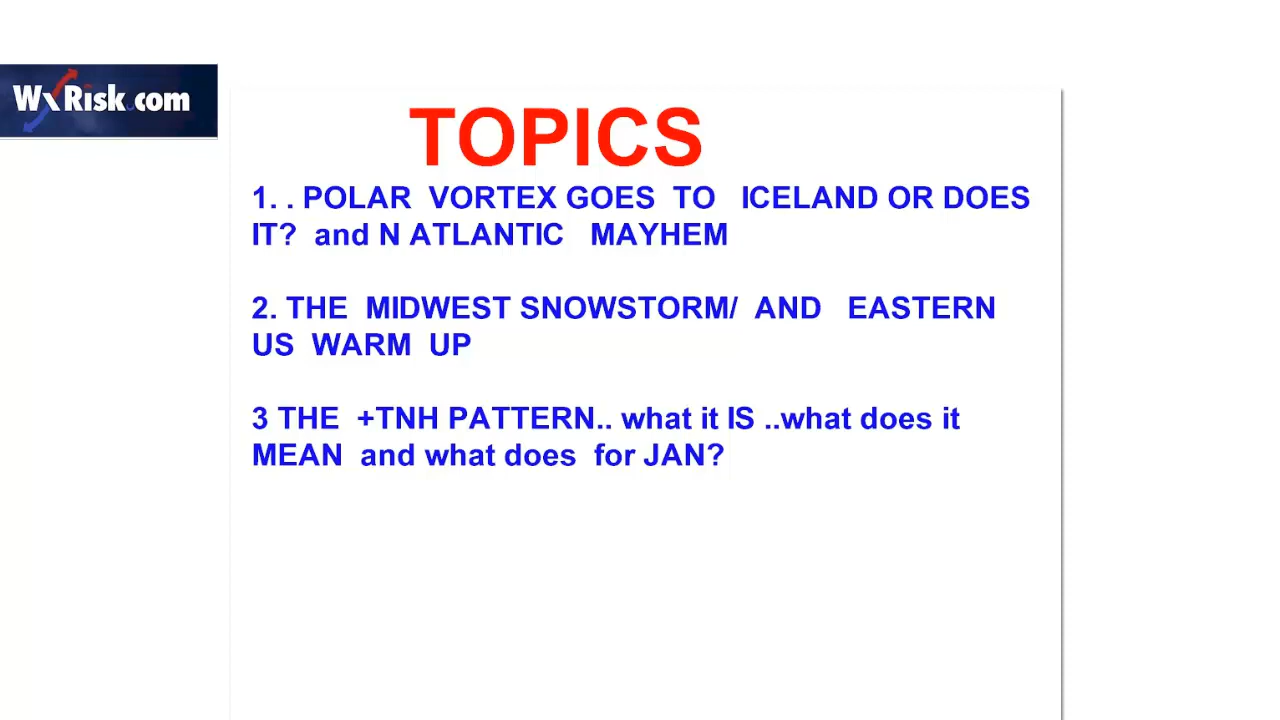 WxRisk.com
TOPICS
1. . POLAR VORTEX GOES TO ICELAND OR DOES
IT? and N ATLANTIC MAYHEM
2. THE MIDWEST SNOWSTORM/ AND EASTERN
US WARM UP
3 THE +TNH PATTERN.. what it IS ..what does it
MEAN and what does for JAN?